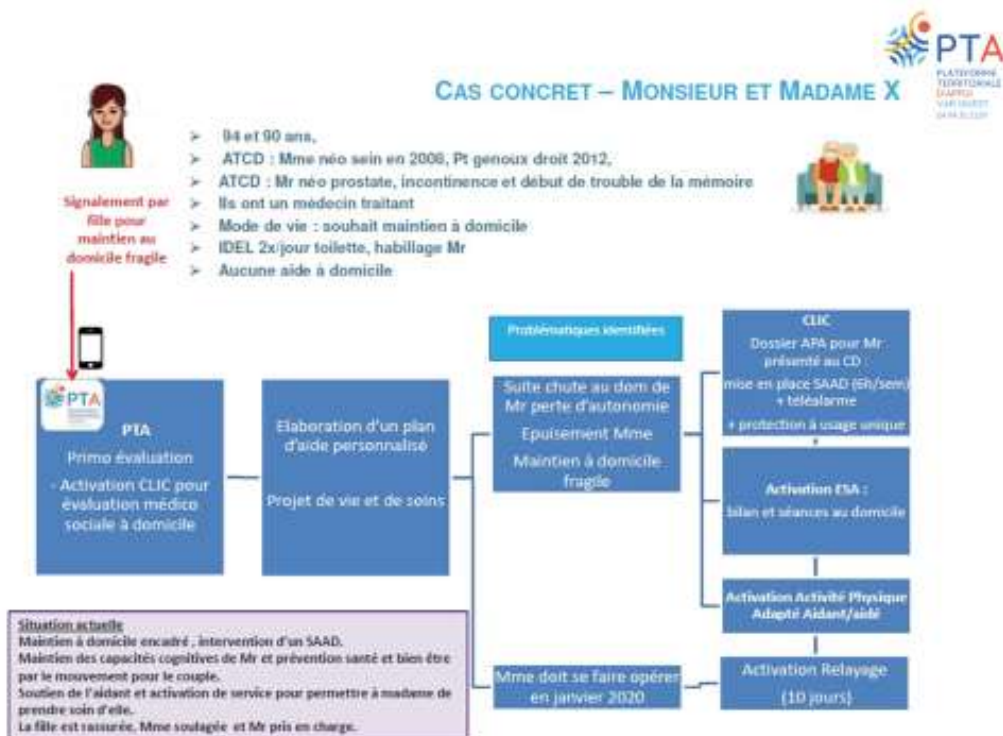 PTA
PLATEFORME
TERRITORIALE
D'APPUI
VAR OUEST
CAS CONCRET – MONSIEUR ET MADAME X
94 et 90 ans,
ATCD : Mme néo sein en 2006, Pt genoux droit 2012,
ATCD : Mr néo prostate, incontinence et début de trouble de la mémoire
Ils ont un médecin traitant
Mode de vie : souhait maintien à domicile
IDEL 2x/jour toilette, habillage Mr
Aucune aide à domicile
Signalement par
fille pour
maintien au
domicile fragile
PTA
PTA
Primo évaluation
- Activation CLIC pour
évaluation médico
sociale à domicile
Elaboration d'un plan
d'aide personnalisé
Projet de vie et de soins
Problématiques identifiées
Suite chute au dom de
Mr perte d'autonomie
Epuisement Mme
Maintien à domicile
fragile
Mme doit se faire opérer
en janvier 2020
CLIC
Dossier APA pour Mr
présenté au CD :
mise en place SAAD (6h/sem)
+ téléalarme
+ protection à usage unique
Activation ESA :
bilan et séances au domicile
Activation Activité Physique
Adapté Aidant/aidé
Activation Relayage
(10 jours)
Situation actuelle
Maintien à domicile encadré , intervention d'un SAAD.
Maintien des capacités cognitives de Mr et prévention santé et bien être
par le mouvement pour le couple.
Soutien de l'aidant et activation de service pour permettre à madame de
prendre soin d'elle.
La fille est rassurée, Mme soulagée et Mr pris en charge.